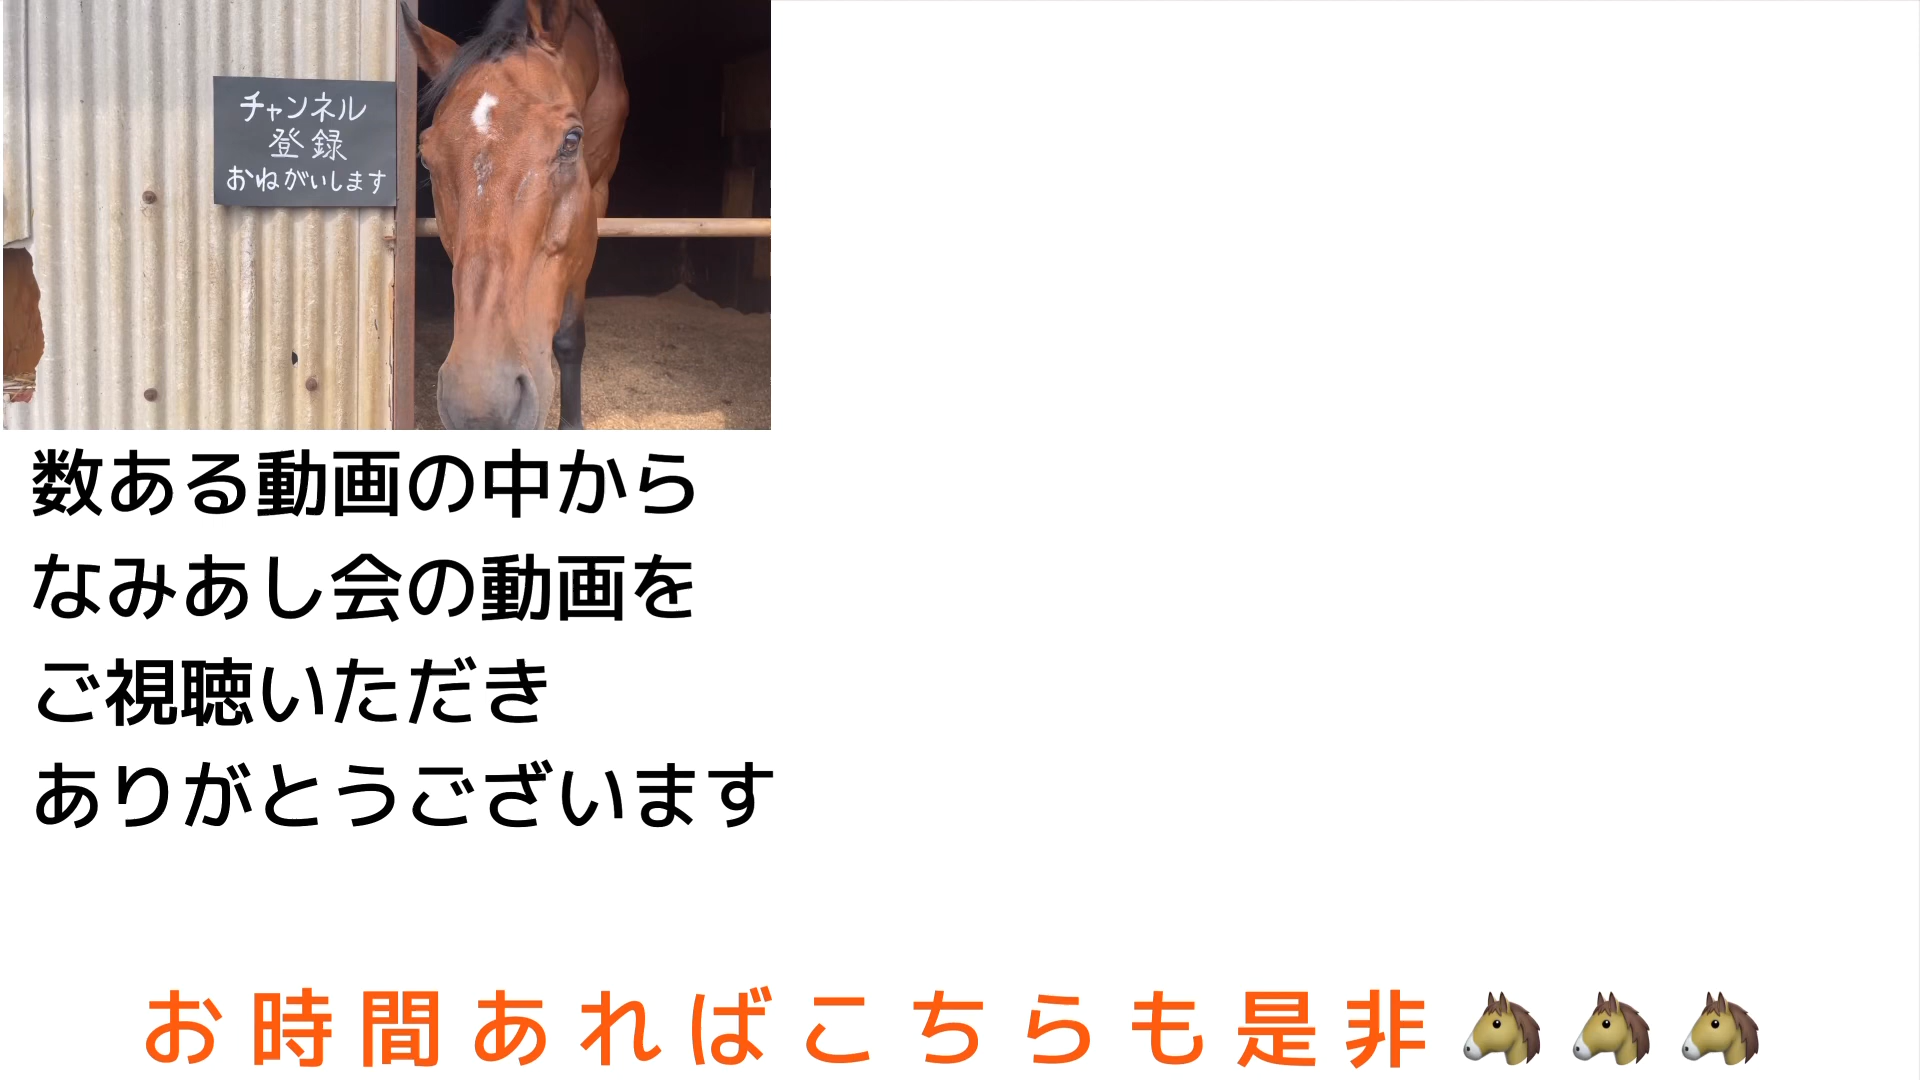 チャンネル
登録
おねがいします
数ある動画の中から
なみあし会の動画を
ご視聴いただき
ありがとうございます
お時間あればこちらも是非🐴🐴🐴